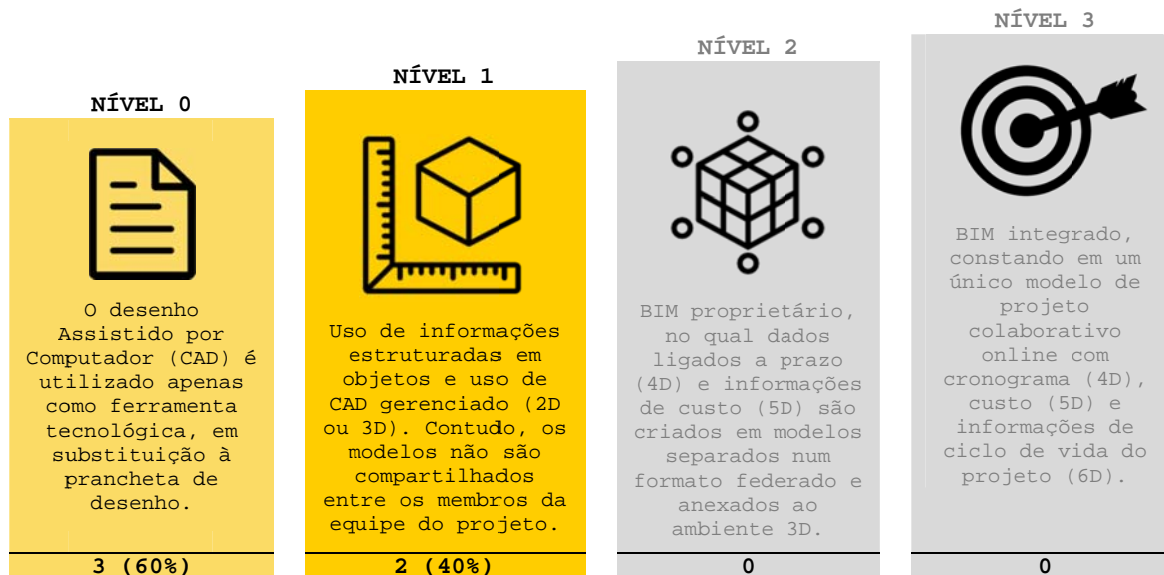 NÍVEL 0
O desenho
Assistido por
Computador (CAD) é
utilizado apenas
como ferramenta
tecnológica, em
substituição à
prancheta de
desenho.
3 (60%)
NÍVEL 1
Uso de informações
estruturadas em
objetos e uso de
CAD gerenciado (2D
ou 3D). Contudo, os
modelos não são
compartilhados
entre os membros da
equipe do projeto.
2 (40%)
NÍVEL 2
BIM proprietário,
no qual dados
ligados a prazo
(4D) e informações
de custo (5D) são
criados em modelos
separados num
formato federado e
anexados ao
ambiente 3D.
0
NÍVEL 3
BIM integrado,
constando em um
único modelo de
projeto
colaborativo
online com
cronograma (4D),
custo (5D) e
informações de
ciclo de vida do
projeto (6D).
0